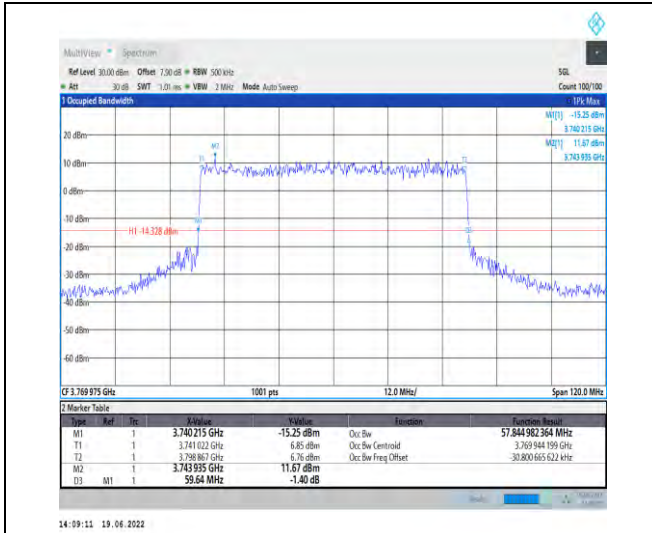 MultiView Spectrum
Ref Level 30.00 dBm Offset 7.50 dB RBW 500 kHz SGL
Att 30 dB SWT 1.01 ms VBW 2 MHz Mode Auto Sweep Count 100/100
1 Occupied Bandwidth 1Pk Max
M1[1] -15.25 dBm
3.740 215 GHz
M2[1] 11.67 dBm
3.743 935 GHz
20 dBm
M2
T1
T2
10 dBm
0 dBm
-10 dBm
M1
H1 -14.328 dBm
D3
-20 dBm
-30 dBm
-40 dBm
-50 dBm
-60 dBm
CF 3.769 975 GHz 1001 pts 12.0 MHz/ Span 120.0 MHz
2 Marker Table
Type Ref Trc X-Value Y-Value Function Function Result
M1 1 3.740 215 GHz -15.25 dBm Occ Bw 57.844 982 364 MHz
T1 1 3.741 022 GHz 6.85 dBm Occ Bw Centroid 3.769 944 199 GHz
T2 1 3.798 867 GHz 6.76 dBm Occ Bw Freq Offset -30.800 665 622 kHz
M2 1 3.743 935 GHz 11.67 dBm
D3 M1 1 59.64 MHz -1.40 dB
14:09:11 19.06.2022